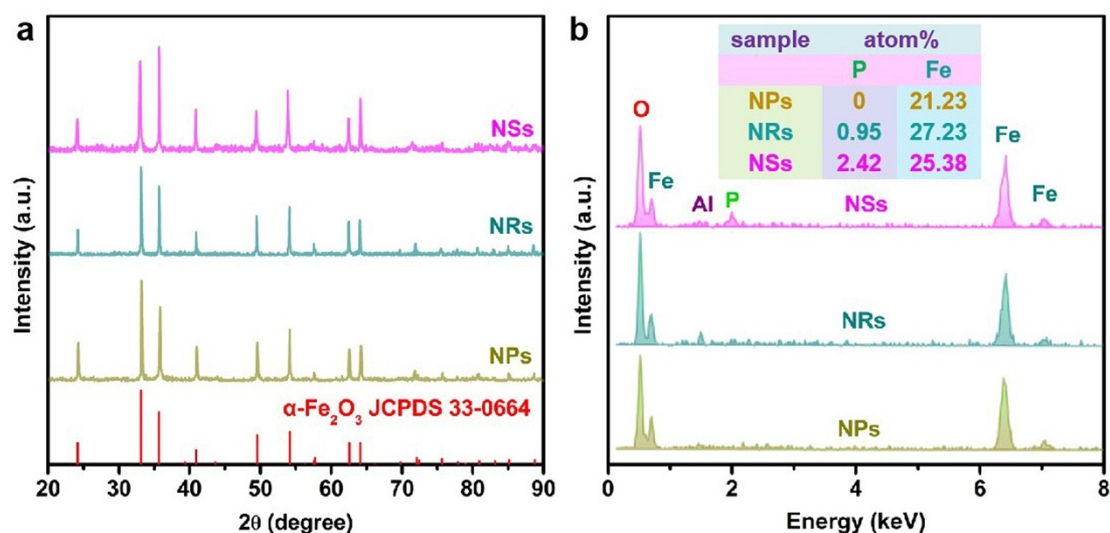 a
Intensity (a.u.)
NSs
NRs
NPs
α-Fe₂O₃ JCPDS 33-0664
20 30 40 50 60 70 80 90
2θ (degree)
b
Intensity (a.u.)
sample atom%
P Fe
NPs 0 21.23
NRs 0.95 27.23
NSs 2.42 25.38
O
Fe
Al
P
NSs
Fe
Fe
NRs
NPs
0 2 4 6 8
Energy (keV)